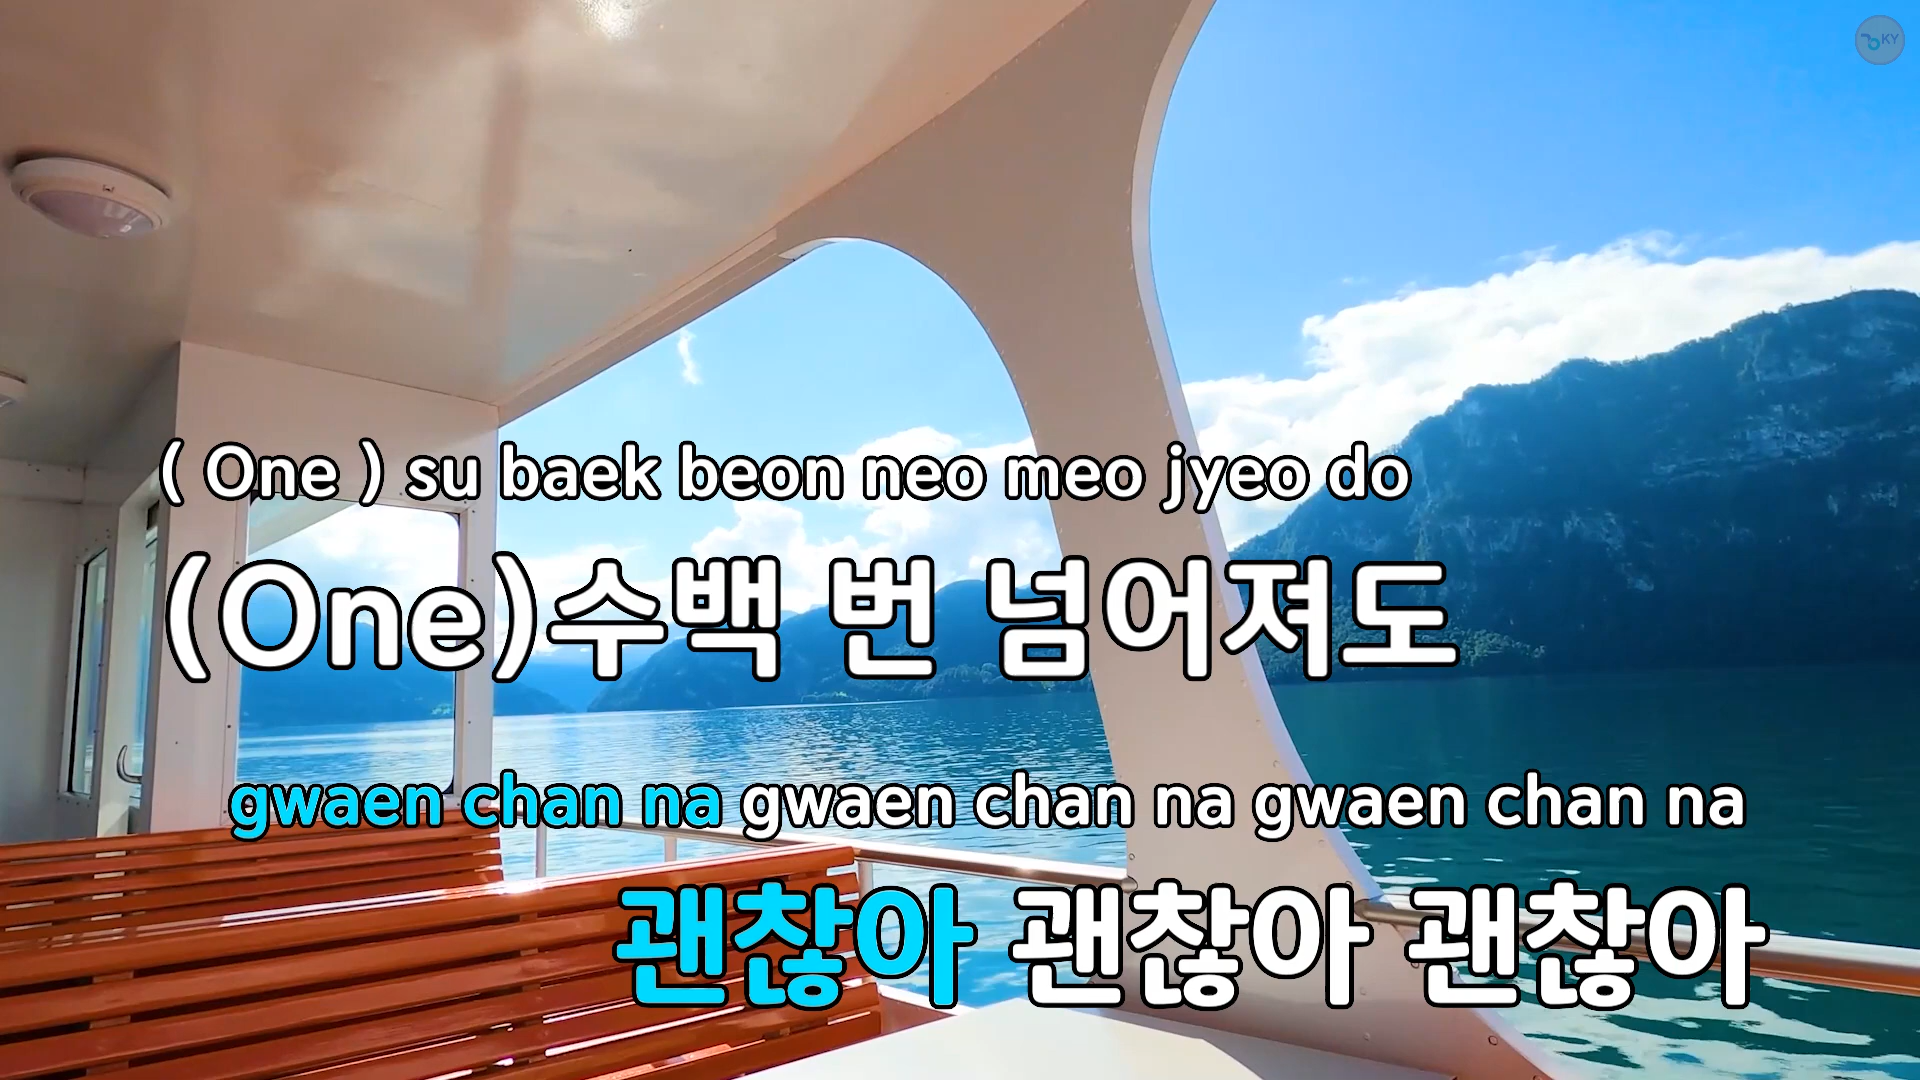 KY
( One ) su baek beon neo meo jyeo do
(One)수백 번 넘어져도
gwaen chan na gwaen chan na gwaen chan na
괜찮아 괜찮아 괜찮아